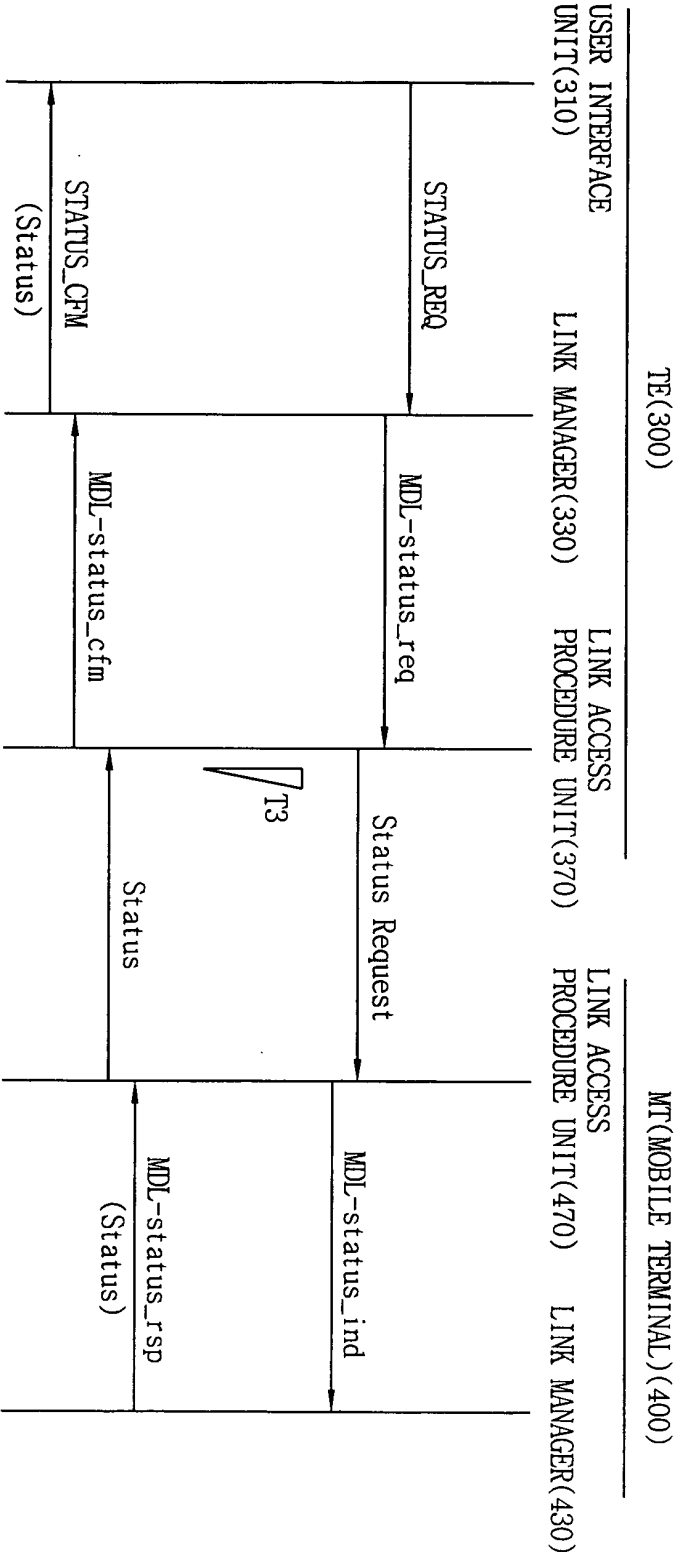 TE(300)
MT(MOBILE TERMINAL)(400)
USER INTERFACE
UNIT(310)
LINK MANAGER(330)
LINK ACCESS
PROCEDURE UNIT(370)
LINK ACCESS
PROCEDURE UNIT(470)
LINK MANAGER(430)
STATUS_REQ
MDL-status_req
Status Request
MDL-status_ind
T3
MDL-status_rsp
(Status)
Status
MDL-status_cfm
STATUS_CFM
(Status)